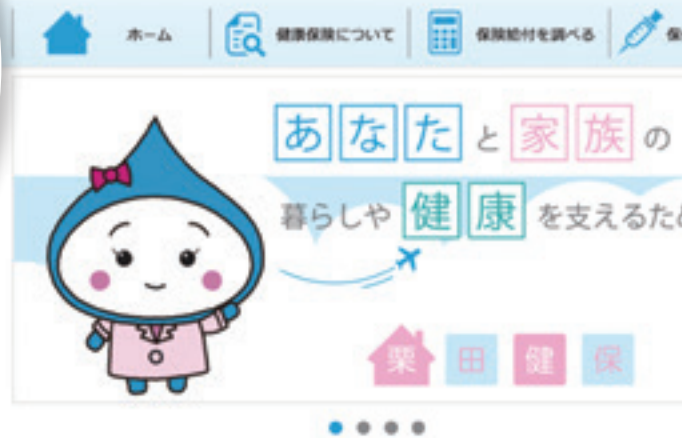 ホーム 健康保険について 保険給付を調べる 保
あなたと家族の
暮らしや健康を支えるため
栗田健保